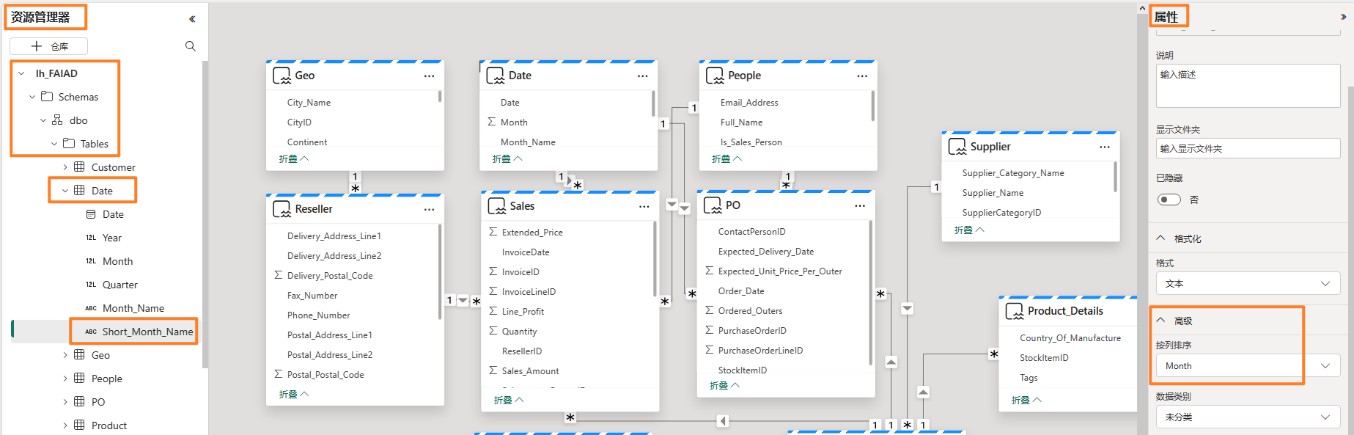 资源管理器
仓库
lh_FAIAD
Schemas
dbo
Tables
Customer
Date
Date
12L Year
12L Month
12L Quarter
ABC Month_Name
ABC Short_Month_Name
Geo
People
PO
Product
Geo
City_Name
CityID
Continent
折叠
Date
Date
Σ Month
Month_Name
折叠
People
Email_Address
Full_Name
Is_Sales_Person
折叠
Supplier
Supplier_Category_Name
Supplier_Name
SupplierCategoryID
折叠
Reseller
Delivery_Address_Line1
Delivery_Address_Line2
Σ Delivery_Postal_Code
Fax_Number
Phone_Number
Postal_Address_Line1
Postal_Address_Line2
Σ Postal_Postal_Code
折叠
Sales
Σ Extended_Price
InvoiceDate
Σ InvoiceID
Σ InvoiceLineID
Σ Line_Profit
Σ Quantity
ResellerID
Σ Sales_Amount
折叠
PO
ContactPersonID
Expected_Delivery_Date
Σ Expected_Unit_Price_Per_Outer
Order_Date
Σ Ordered_Outers
Σ PurchaseOrderID
Σ PurchaseOrderLineID
StockItemID
折叠
Product_Details
Country_Of_Manufacture
StockItemID
Tags
折叠
1
*
1
*
1
1
1
*
1
1
*
*
*
*
*
*
1
1
*
1
属性
说明
输入描述
显示文件夹
输入显示文件夹
已隐藏
否
格式化
格式
文本
高级
按列排序
Month
数据类别
未分类